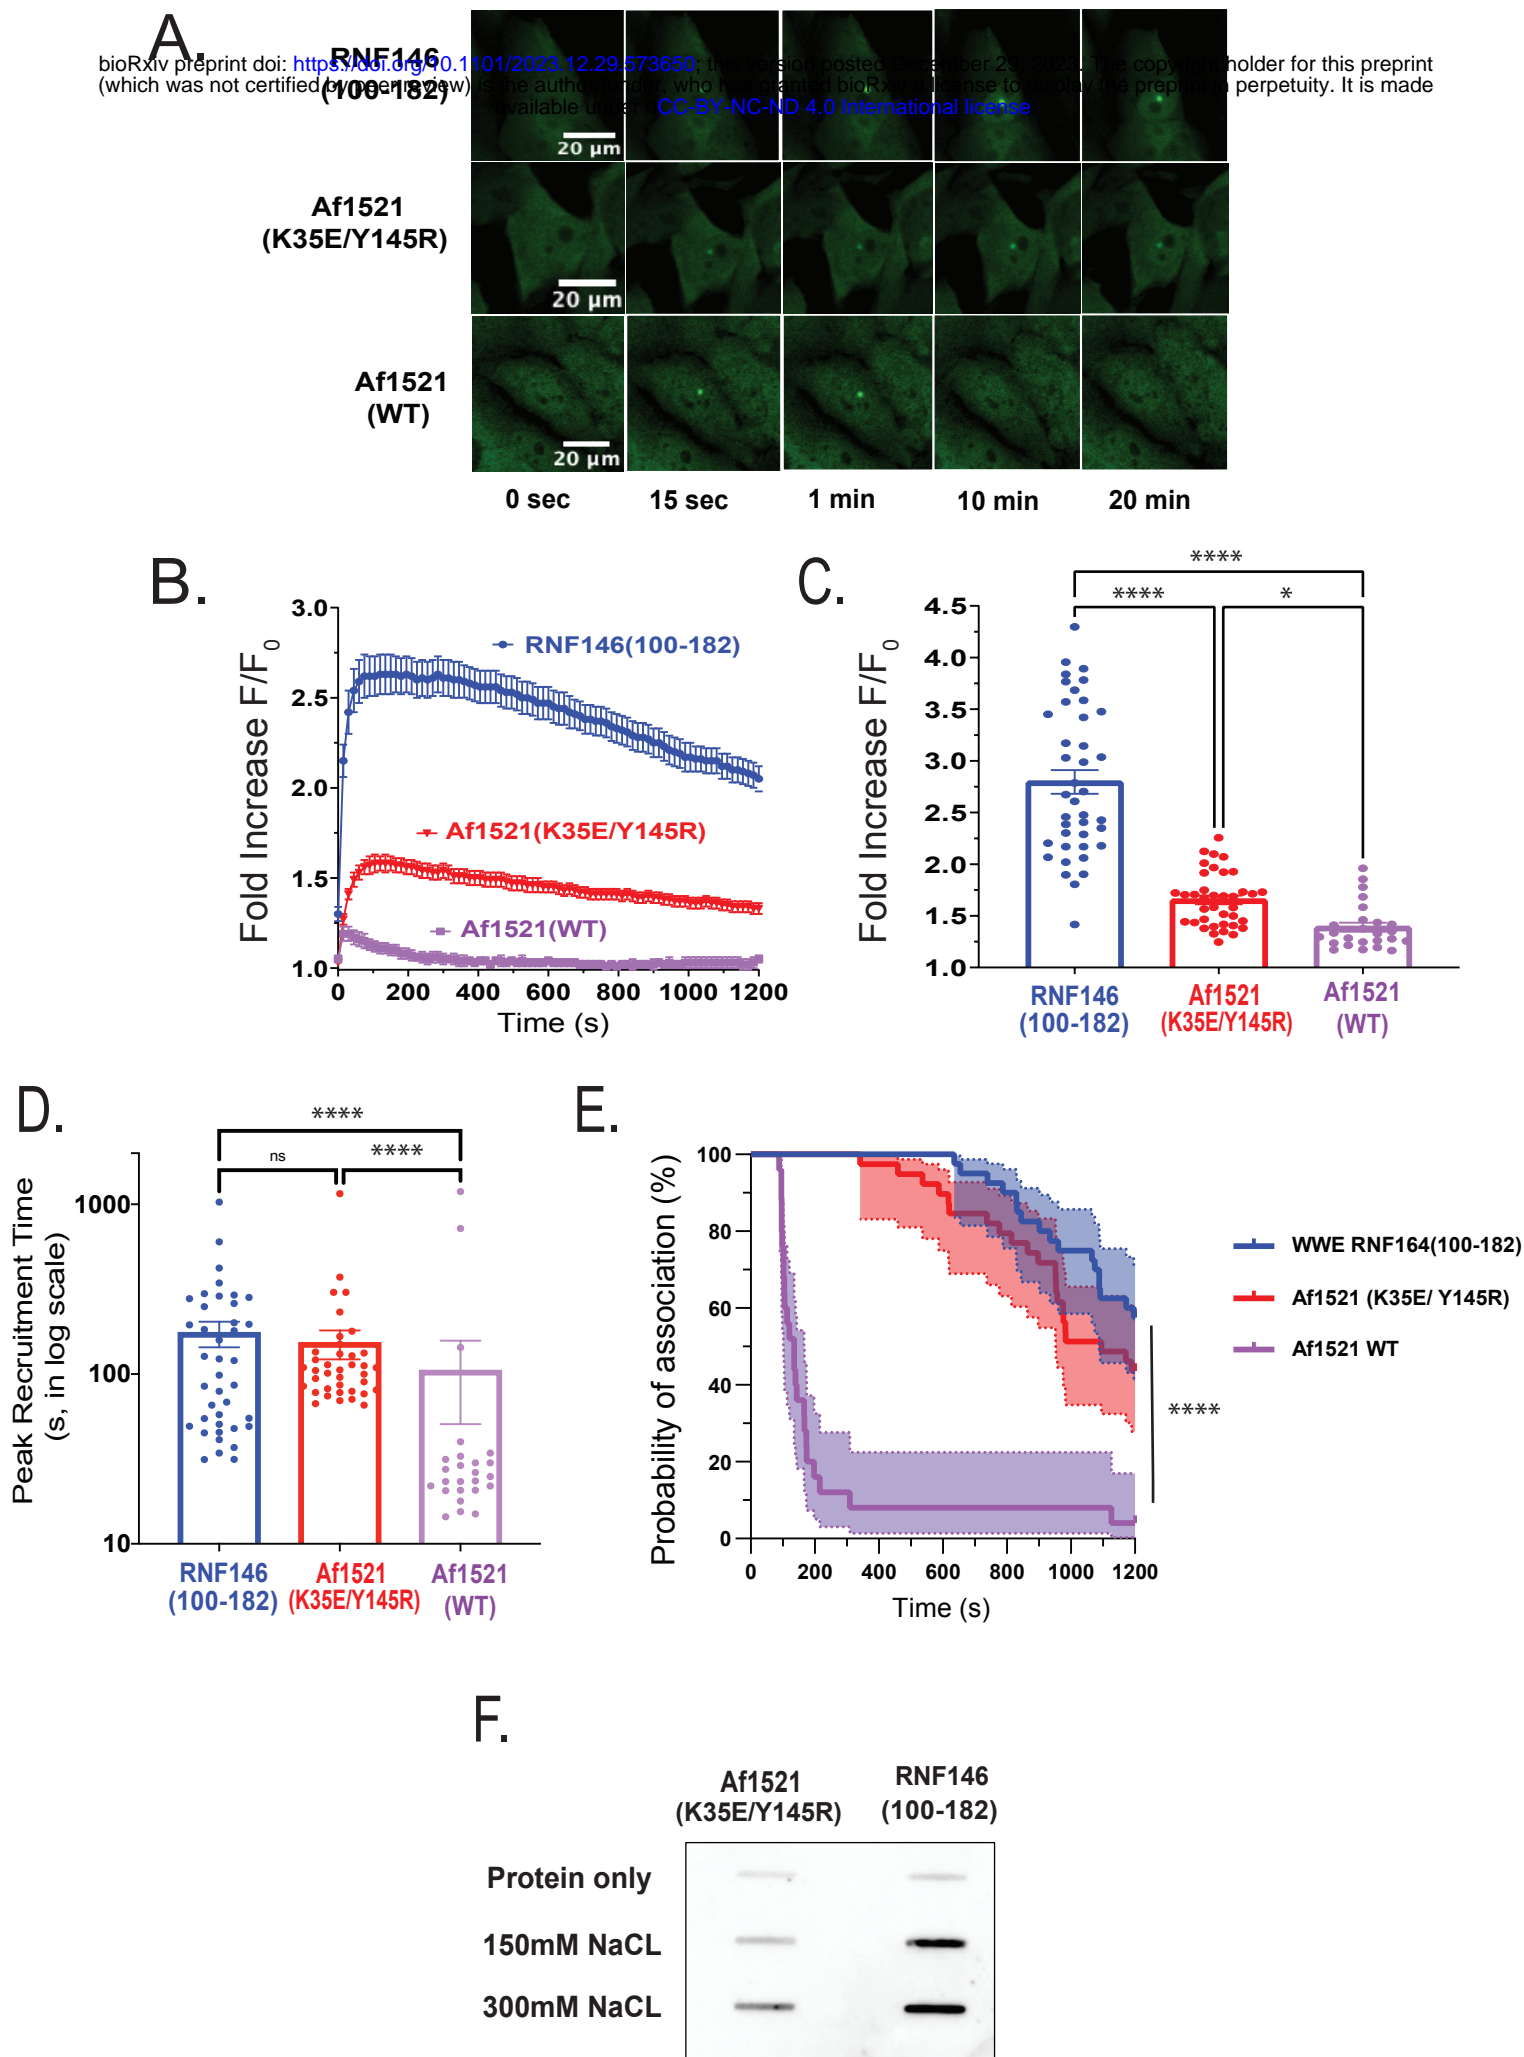 A.
RNF146
(100-182)
bioRxiv preprint doi: https://doi.org/10.1101/2023.12.29.573650; this version posted December 29, 2023. The copyright holder for this preprint
(which was not certified by peer review) is the author/funder, who has granted bioRxiv a license to display the preprint in perpetuity. It is made
available under a CC-BY-NC-ND 4.0 International license
20 µm
Af1521
(K35E/Y145R)
20 µm
Af1521
(WT)
20 µm
0 sec 15 sec 1 min 10 min 20 min
B.
Fold Increase F/F0
3.0
2.5
2.0
1.5
1.0
RNF146(100-182)
Af1521(K35E/Y145R)
Af1521(WT)
0 200 400 600 800 1000 1200
Time (s)
C.
Fold Increase F/F0
4.5
4.0
3.5
3.0
2.5
2.0
1.5
1.0
****
**** *
RNF146
(100-182)
Af1521
(K35E/Y145R)
Af1521
(WT)
D.
Peak Recruitment Time
(s, in log scale)
1000
100
10
****
ns ****
RNF146
(100-182)
Af1521
(K35E/Y145R)
Af1521
(WT)
E.
Probability of association (%)
100
80
60
40
20
0
0 200 400 600 800 1000 1200
Time (s)
****
WWE RNF164(100-182)
Af1521 (K35E/ Y145R)
Af1521 WT
F.
Af1521
(K35E/Y145R)
RNF146
(100-182)
Protein only
150mM NaCL
300mM NaCL